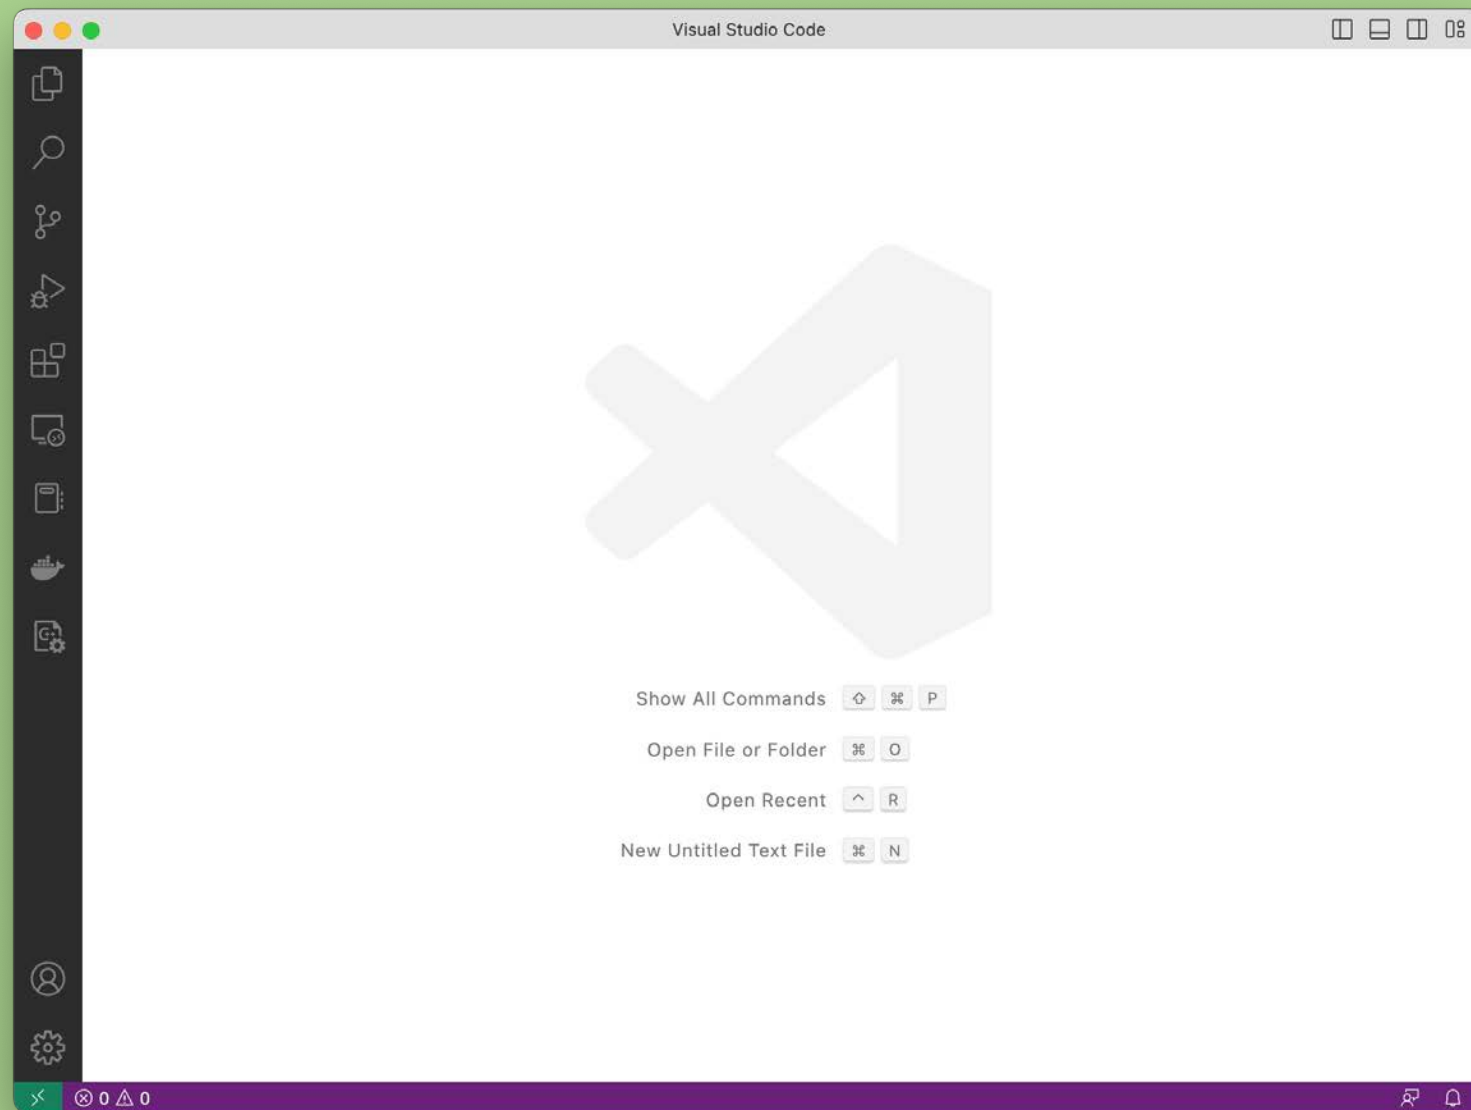 Visual Studio Code
Show All Commands ⇧ ⌘ P
Open File or Folder ⌘ O
Open Recent ^ R
New Untitled Text File ⌘ N
0 0